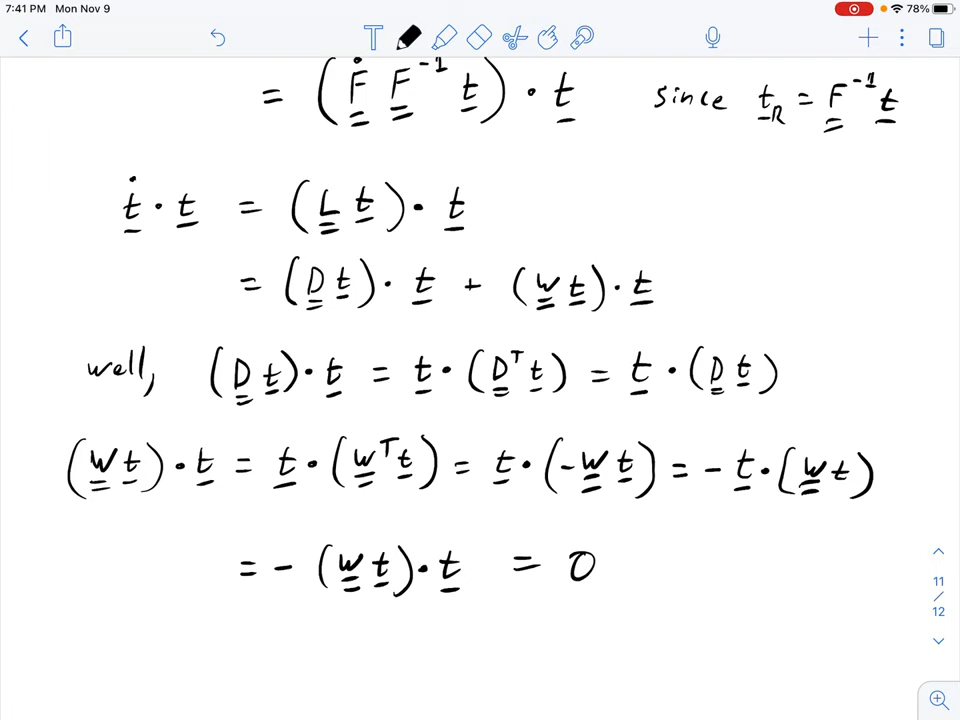 7:41 PM Mon Nov 9 78%
= (Ḟ F⁻¹ t) · t since t_R = F⁻¹ t
ṫ · t = (L t) · t
= (D t) · t + (W t) · t
well, (D t) · t = t · (Dᵀ t) = t · (D t)
(W t) · t = t · (Wᵀ t) = t · (-W t) = - t · (W t)
= - (W t) · t = 0
11
/
12